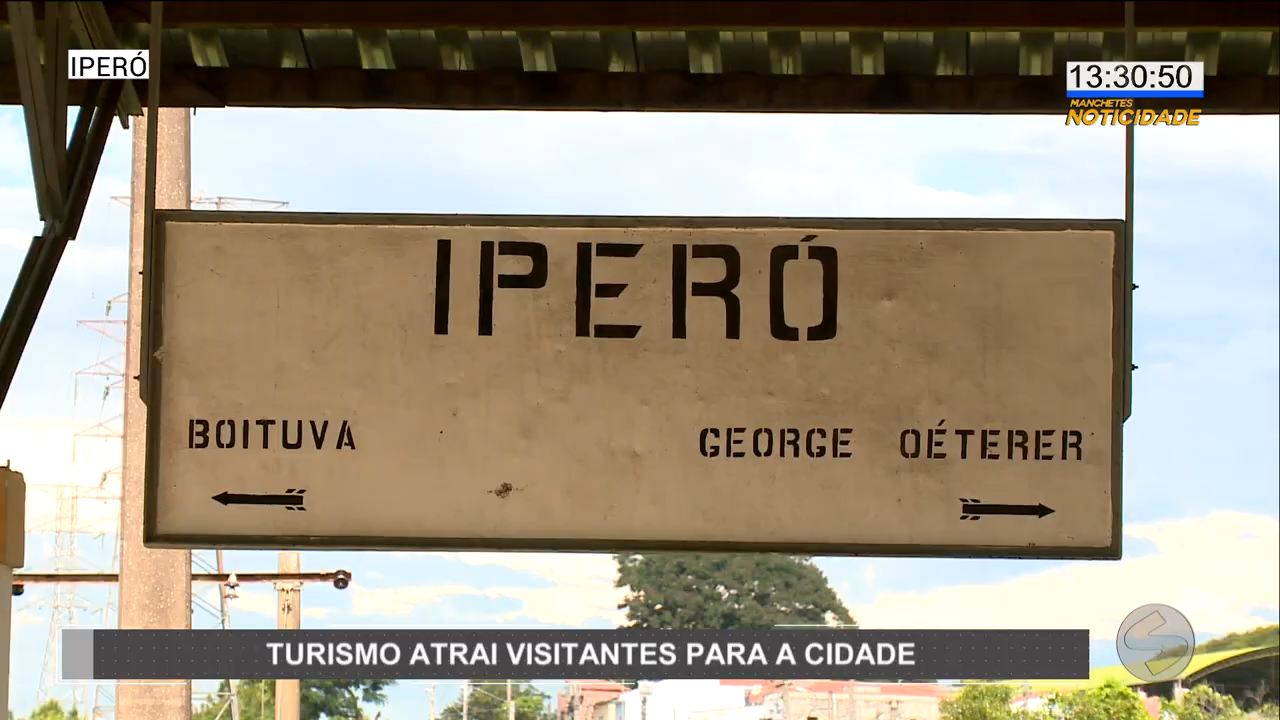 IPERÓ
13:30:50
MANCHETES
NOTICIDADE
IPERÓ
BOITUVA
GEORGE OÉTERER
TURISMO ATRAI VISITANTES PARA A CIDADE